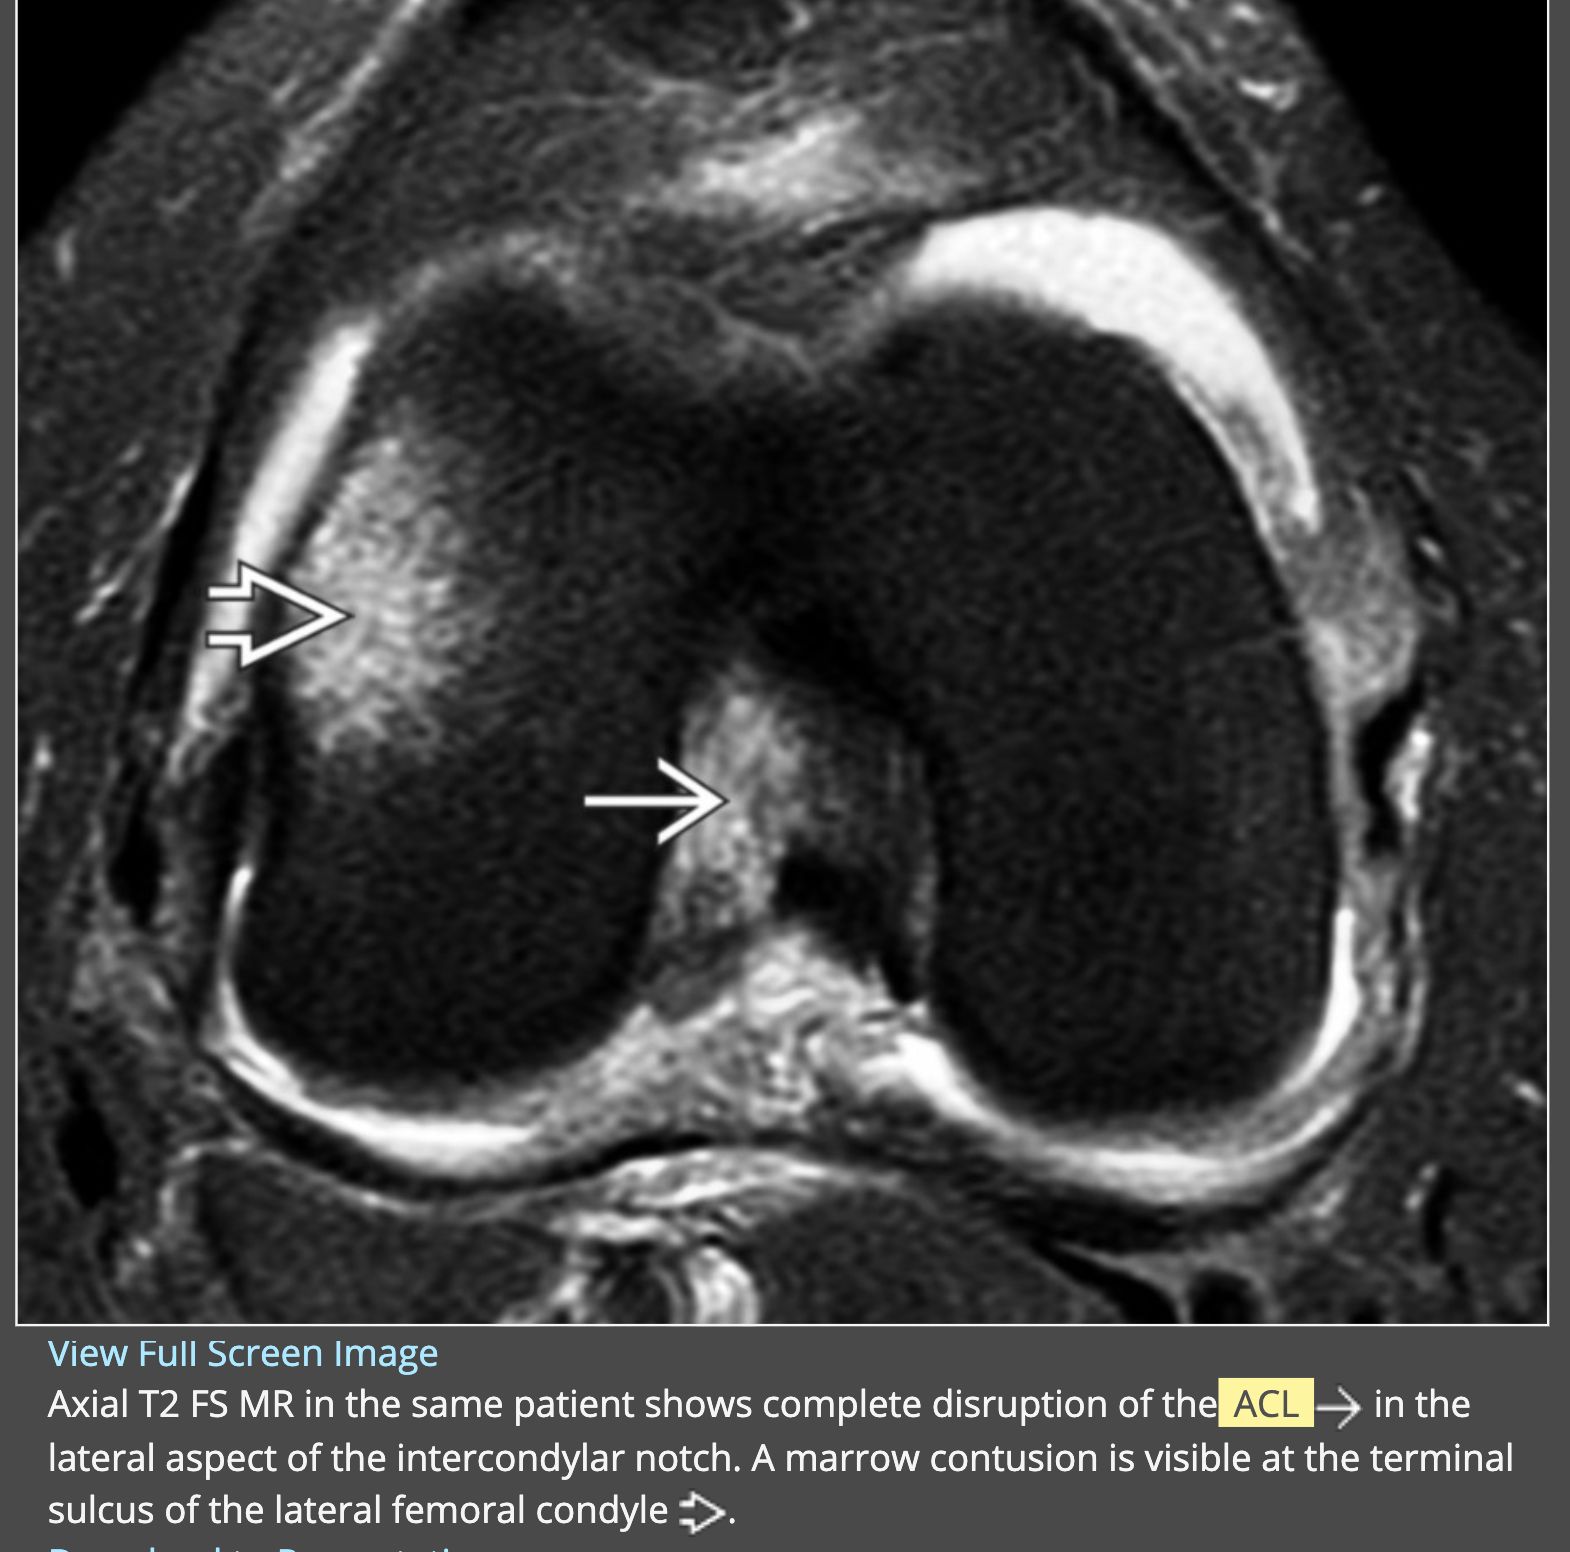 View Full Screen Image
Axial T2 FS MR in the same patient shows complete disruption of the ACL in the
lateral aspect of the intercondylar notch. A marrow contusion is visible at the terminal
sulcus of the lateral femoral condyle .